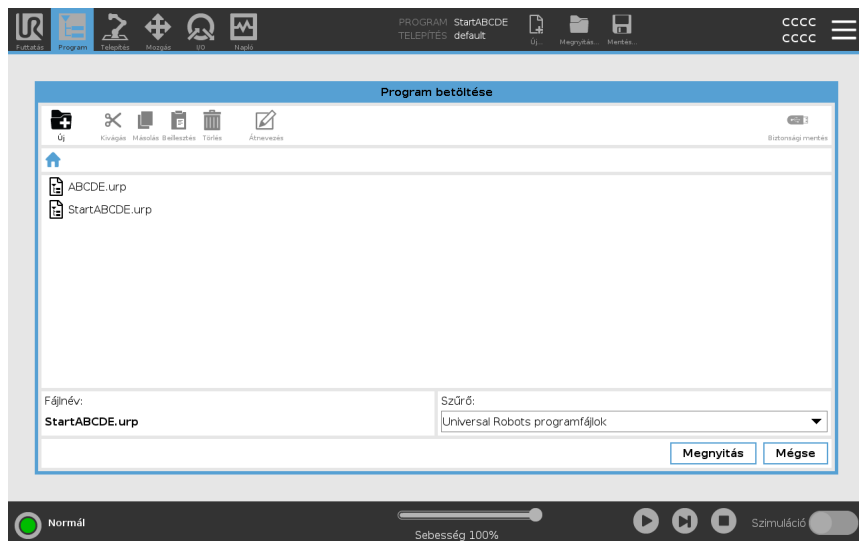 UR
Futtatás Program Telepítés Mozgás I/O Napló
PROGRAM StartABCDE
TELEPÍTÉS default
Új... Megnyitás... Mentés...
CCCC
CCCC
Program betöltése
Új Kivágás Másolás Beillesztés Törlés Átnevezés Biztonsági mentés
ABCDE.urp
StartABCDE.urp
Fájlnév: Szűrő:
StartABCDE.urp Universal Robots programfájlok
Megnyitás Mégse
Normál
Sebesség 100%
Szimuláció